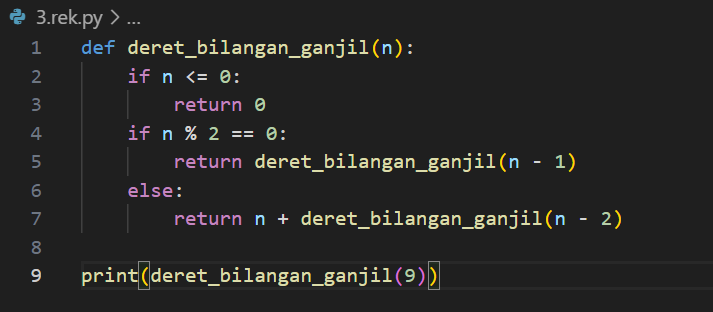 3.rek.py > ...
1 def deret_bilangan_ganjil(n):
2     if n <= 0:
3         return 0
4     if n % 2 == 0:
5         return deret_bilangan_ganjil(n - 1)
6     else:
7         return n + deret_bilangan_ganjil(n - 2)
8
9 print(deret_bilangan_ganjil(9))